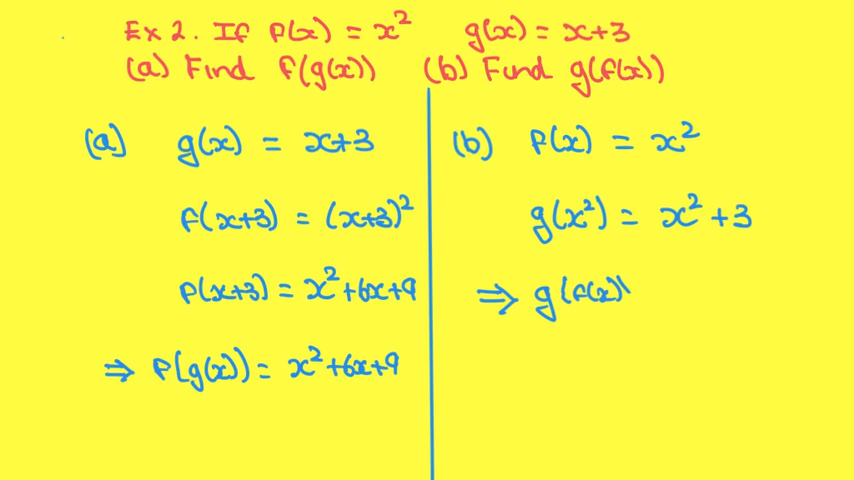 Ex 2. If f(x) = x² g(x) = x+3
(a) Find f(g(x)) (b) Find g(f(x))
(a) g(x) = x+3
f(x+3) = (x+3)²
f(x+3) = x²+6x+9
⇒ f(g(x)) = x²+6x+9
(b) f(x) = x²
g(x²) = x²+3
⇒ g(f(x)\